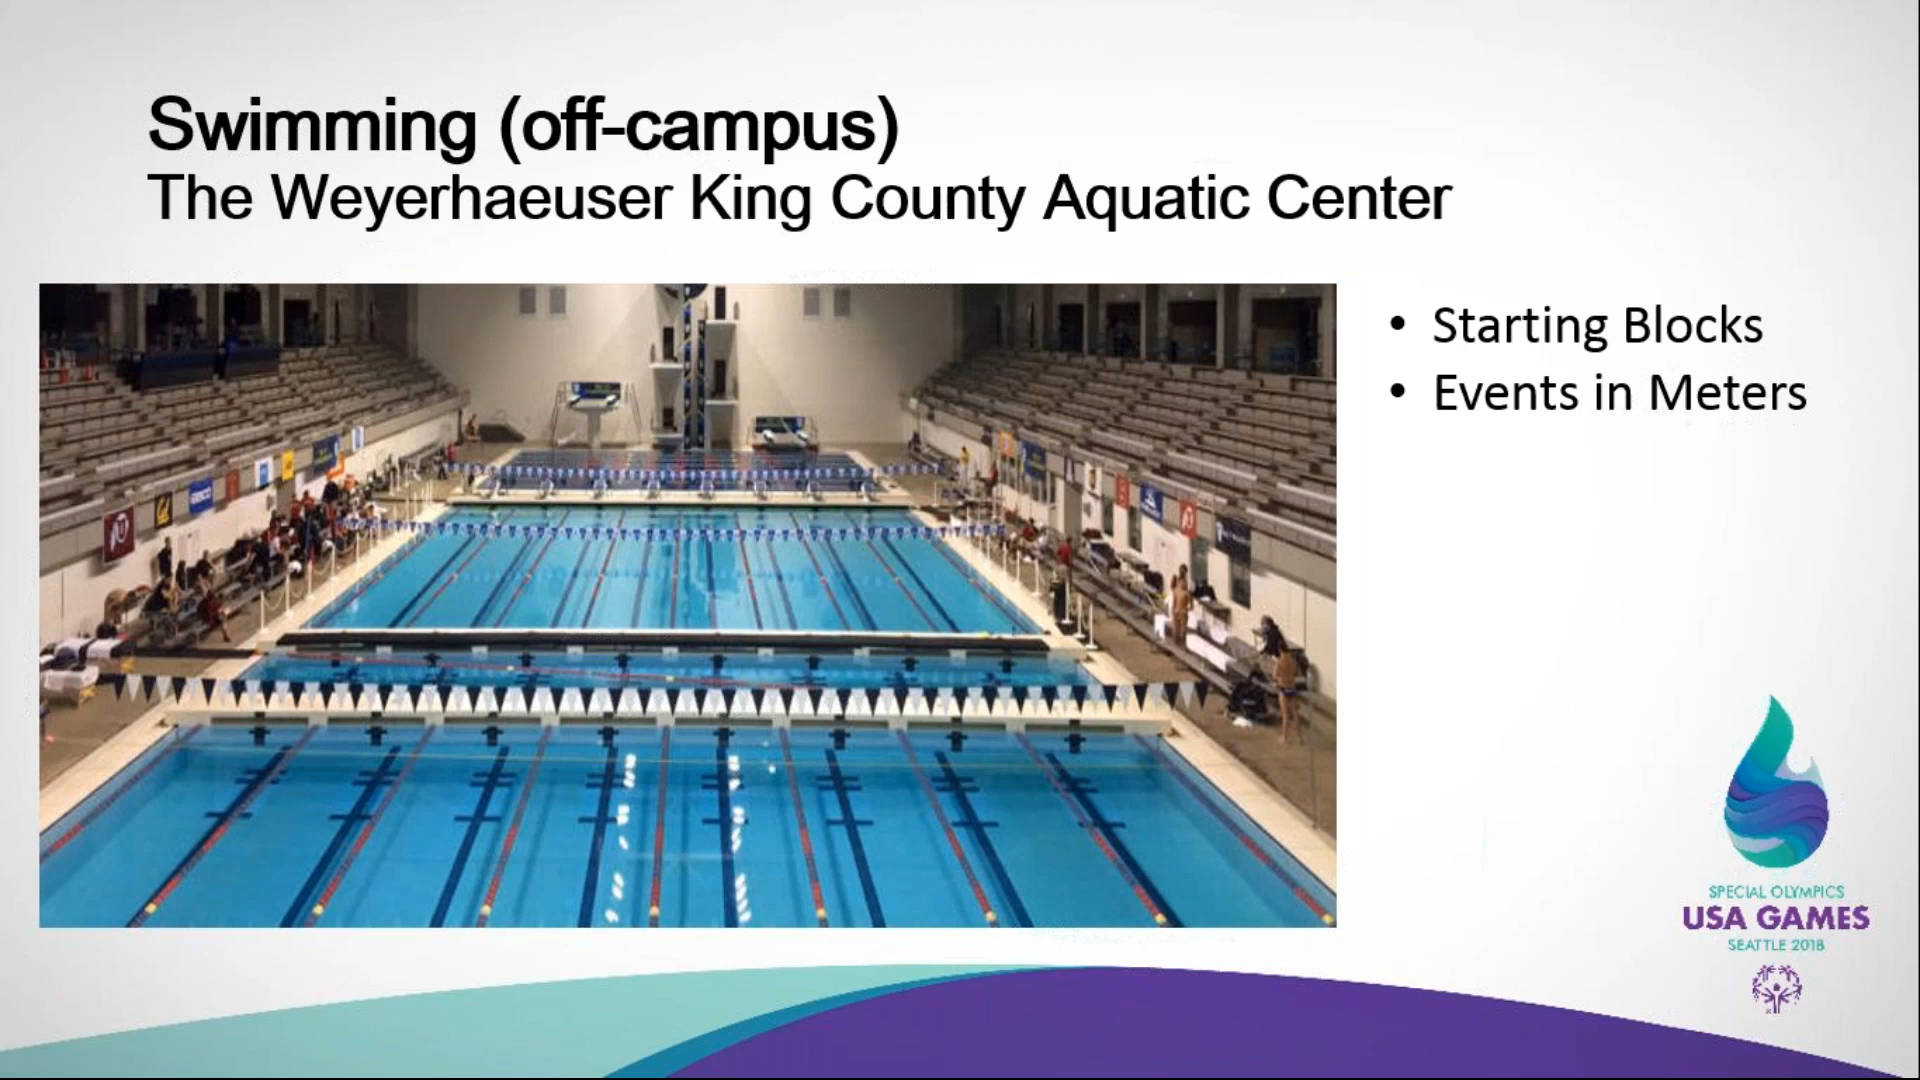 Swimming (off-campus)
The Weyerhaeuser King County Aquatic Center
• Starting Blocks
• Events in Meters
SPECIAL OLYMPICS
USA GAMES
SEATTLE 2018